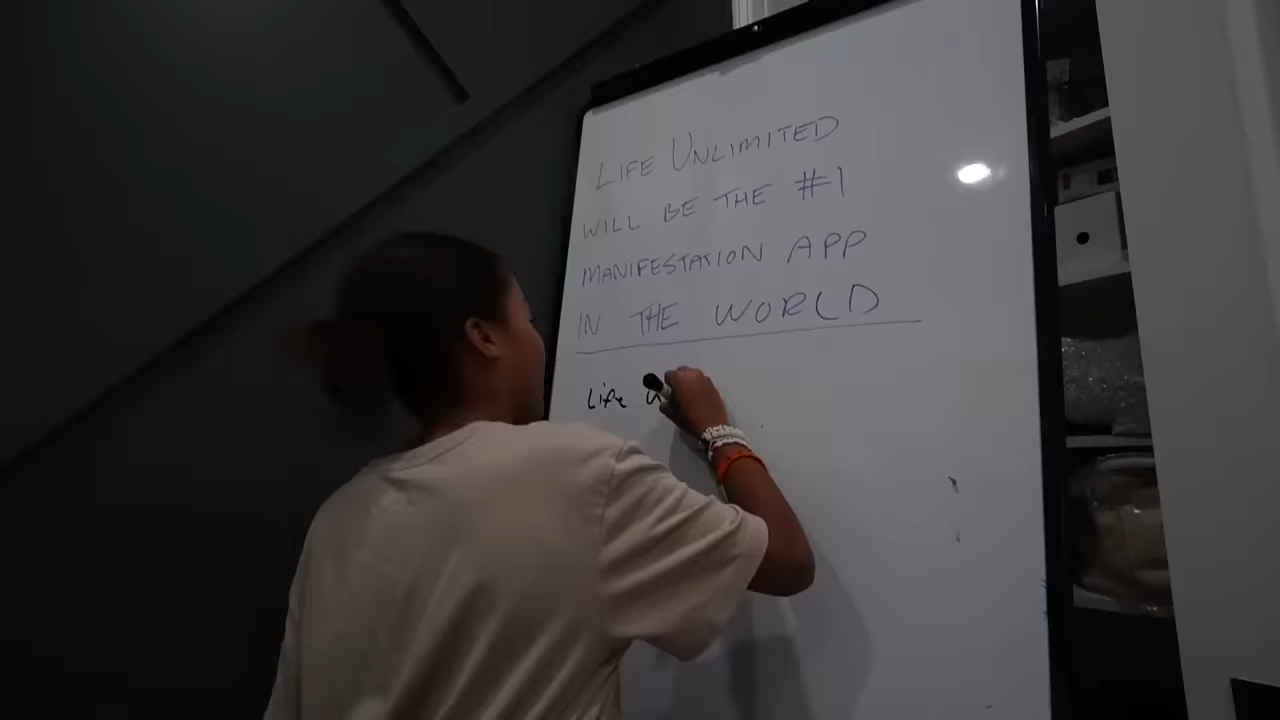 LIFE UNLIMITED
WILL BE THE #1
MANIFESTATION APP
IN THE WORLD
Life u